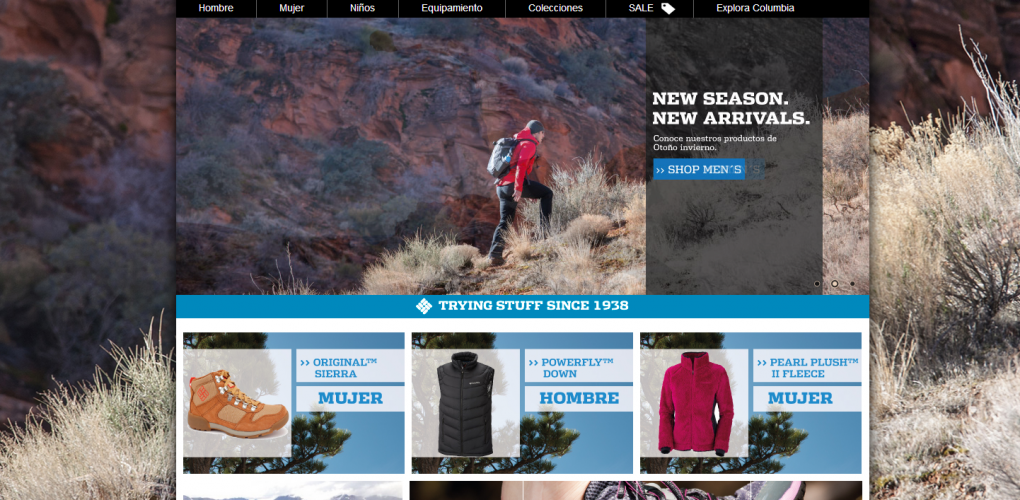 Hombre
Mujer
Niños
Equipamiento
Colecciones
SALE
Explora Columbia
NEW SEASON.
NEW ARRIVALS.
Conoce nuestros productos de
Otoño invierno.
>> SHOP MEN´S
TRYING STUFF SINCE 1938
>> ORIGINAL™
SIERRA
MUJER
>> POWERFLY™
DOWN
HOMBRE
>> PEARL PLUSH™
II FLEECE
MUJER